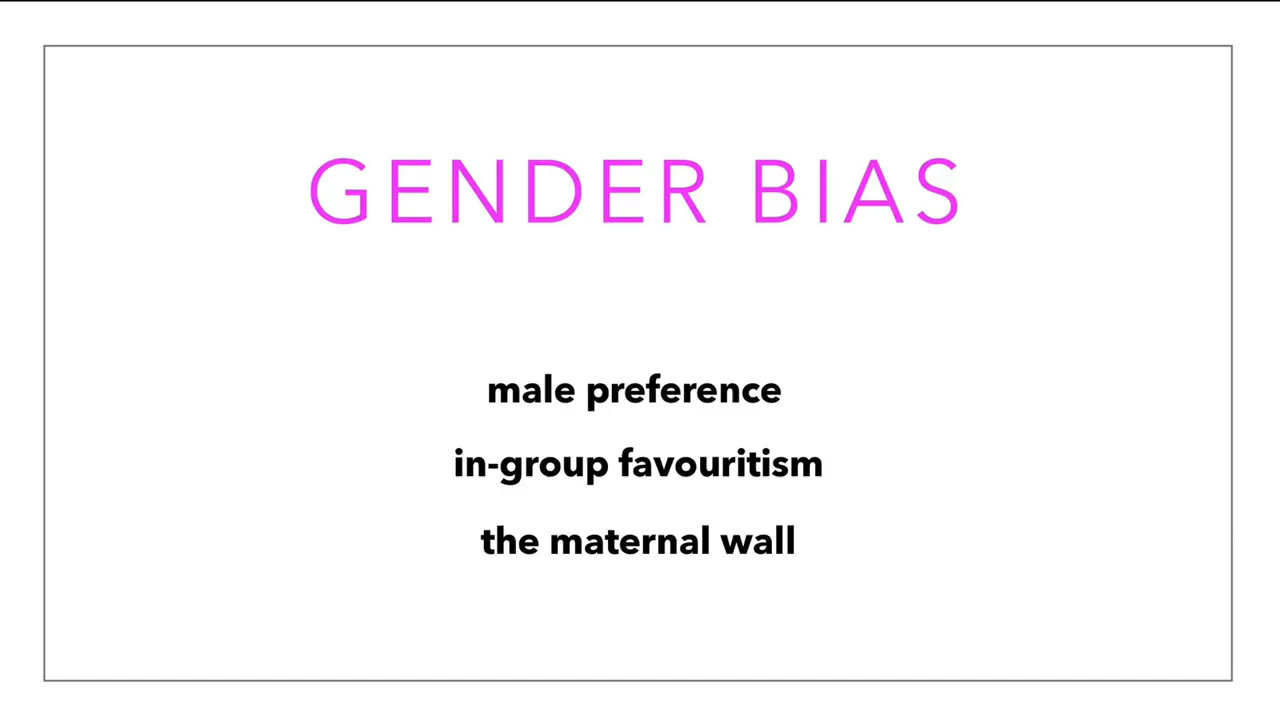 GENDER BIAS
male preference
in-group favouritism
the maternal wall